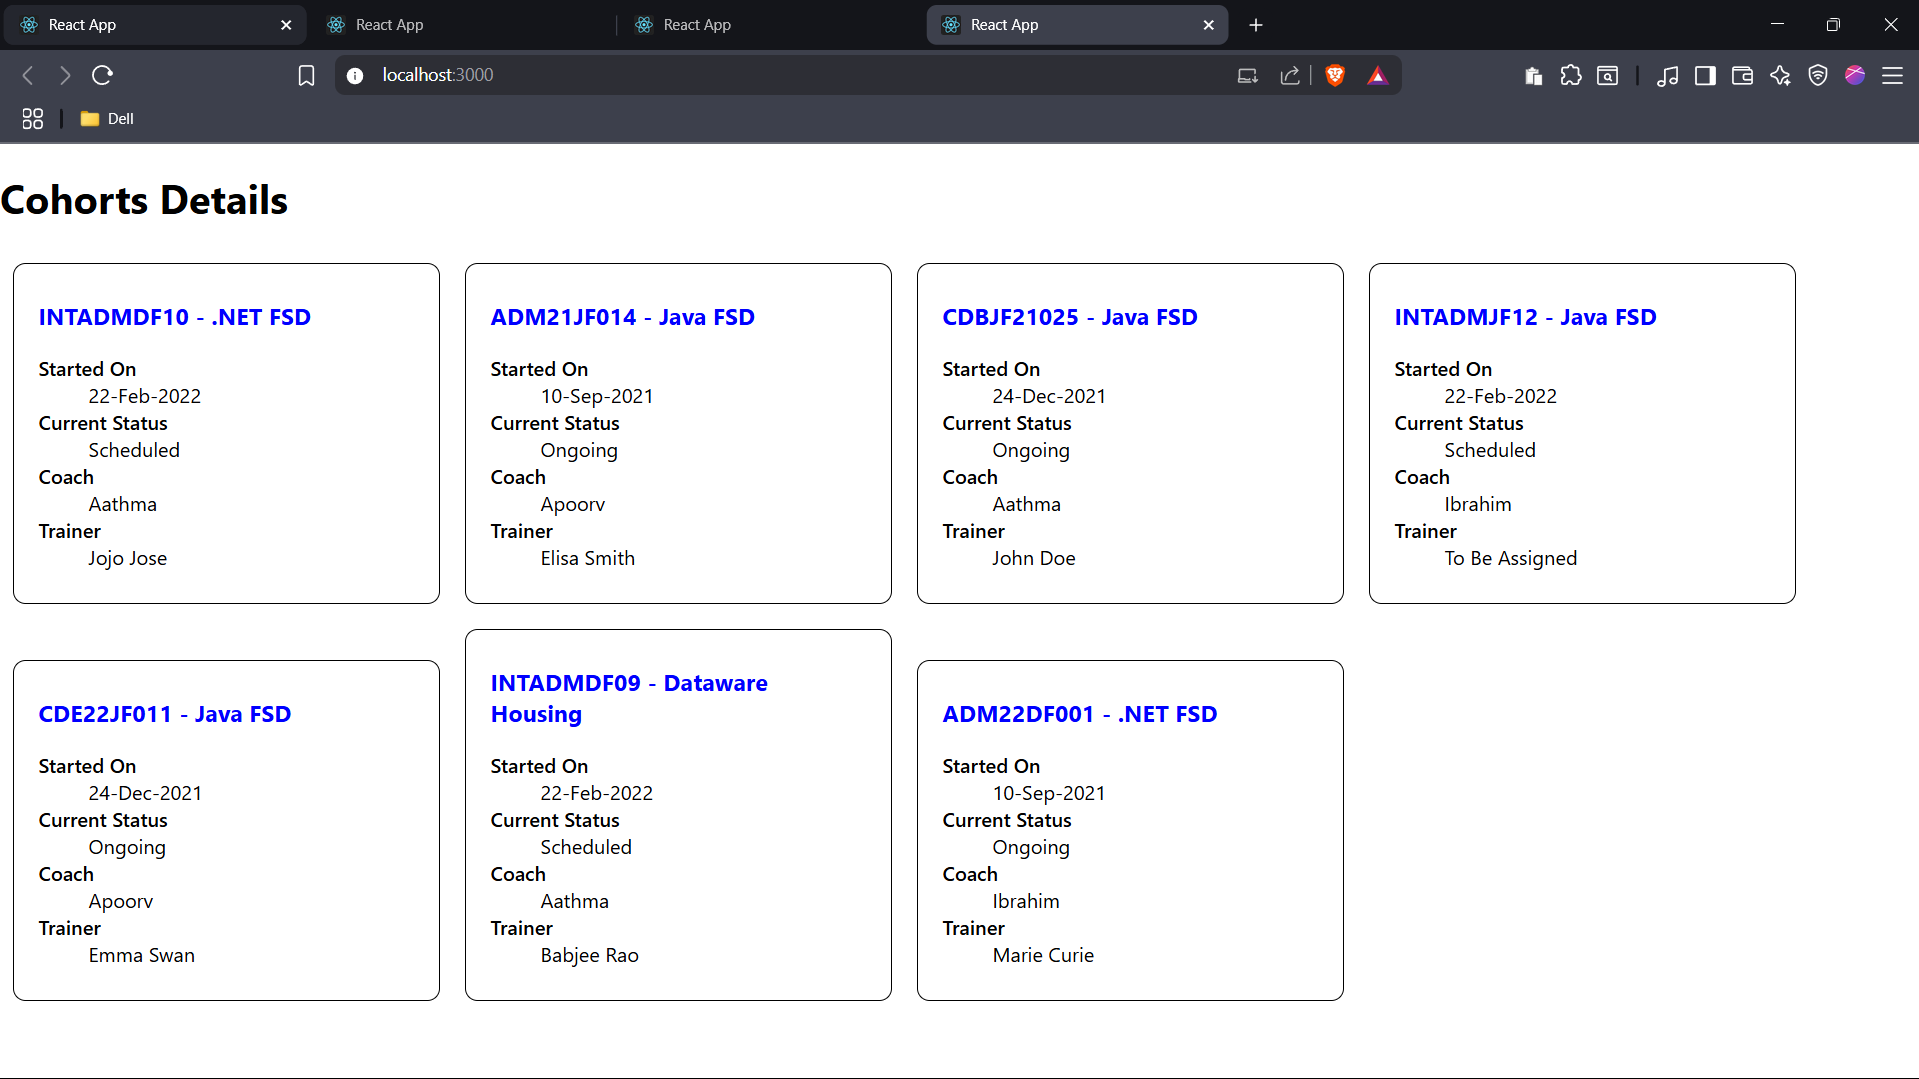 React App
React App
React App
React App
localhost:3000
Dell
Cohorts Details
INTADMDF10 - .NET FSD
Started On
22-Feb-2022
Current Status
Scheduled
Coach
Aathma
Trainer
Jojo Jose
ADM21JF014 - Java FSD
Started On
10-Sep-2021
Current Status
Ongoing
Coach
Apoorv
Trainer
Elisa Smith
CDBJF21025 - Java FSD
Started On
24-Dec-2021
Current Status
Ongoing
Coach
Aathma
Trainer
John Doe
INTADMJF12 - Java FSD
Started On
22-Feb-2022
Current Status
Scheduled
Coach
Ibrahim
Trainer
To Be Assigned
CDE22JF011 - Java FSD
Started On
24-Dec-2021
Current Status
Ongoing
Coach
Apoorv
Trainer
Emma Swan
INTADMDF09 - Dataware
Housing
Started On
22-Feb-2022
Current Status
Scheduled
Coach
Aathma
Trainer
Babjee Rao
ADM22DF001 - .NET FSD
Started On
10-Sep-2021
Current Status
Ongoing
Coach
Ibrahim
Trainer
Marie Curie